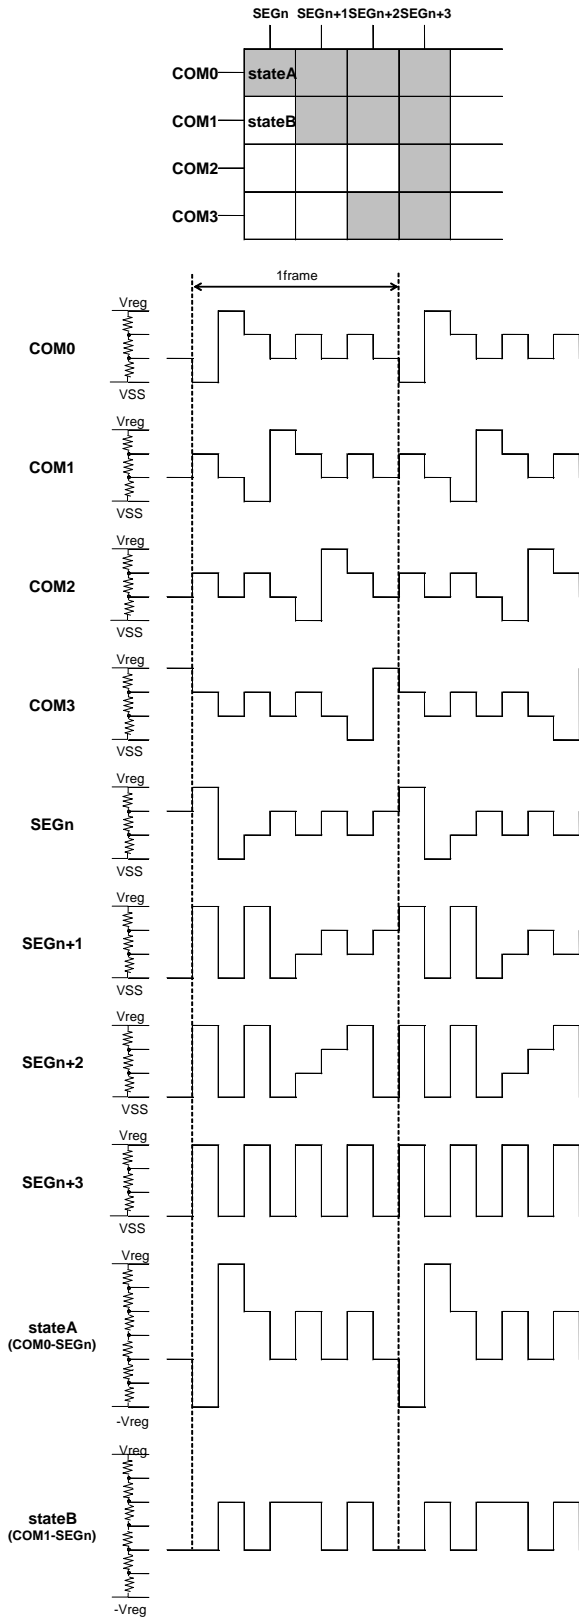 SEGn SEGn+1SEGn+2SEGn+3
COM0 stateA
COM1 stateB
COM2
COM3
1frame
Vreg
COM0
VSS
Vreg
COM1
VSS
Vreg
COM2
VSS
Vreg
COM3
VSS
Vreg
SEGn
VSS
Vreg
SEGn+1
VSS
Vreg
SEGn+2
VSS
Vreg
SEGn+3
VSS
Vreg
stateA
(COM0-SEGn)
-Vreg
Vreg
stateB
(COM1-SEGn)
-Vreg